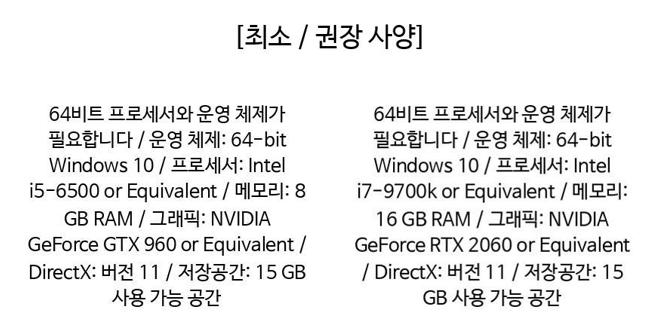 [최소 / 권장 사양]
64비트 프로세서와 운영 체제가
필요합니다 / 운영 체제: 64-bit
Windows 10 / 프로세서: Intel
i5-6500 or Equivalent / 메모리: 8
GB RAM / 그래픽: NVIDIA
GeForce GTX 960 or Equivalent /
DirectX: 버전 11 / 저장공간: 15 GB
사용 가능 공간
64비트 프로세서와 운영 체제가
필요합니다 / 운영 체제: 64-bit
Windows 10 / 프로세서: Intel
i7-9700k or Equivalent / 메모리:
16 GB RAM / 그래픽: NVIDIA
GeForce RTX 2060 or Equivalent
/ DirectX: 버전 11 / 저장공간: 15
GB 사용 가능 공간